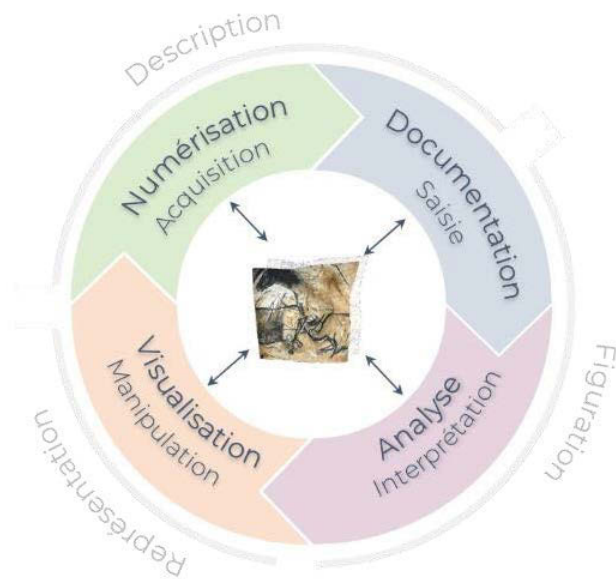 Description
Numérisation
Acquisition
Documentation
Saisie
Analyse
Interprétation
Figuration
Visualisation
Manipulation
Représentation